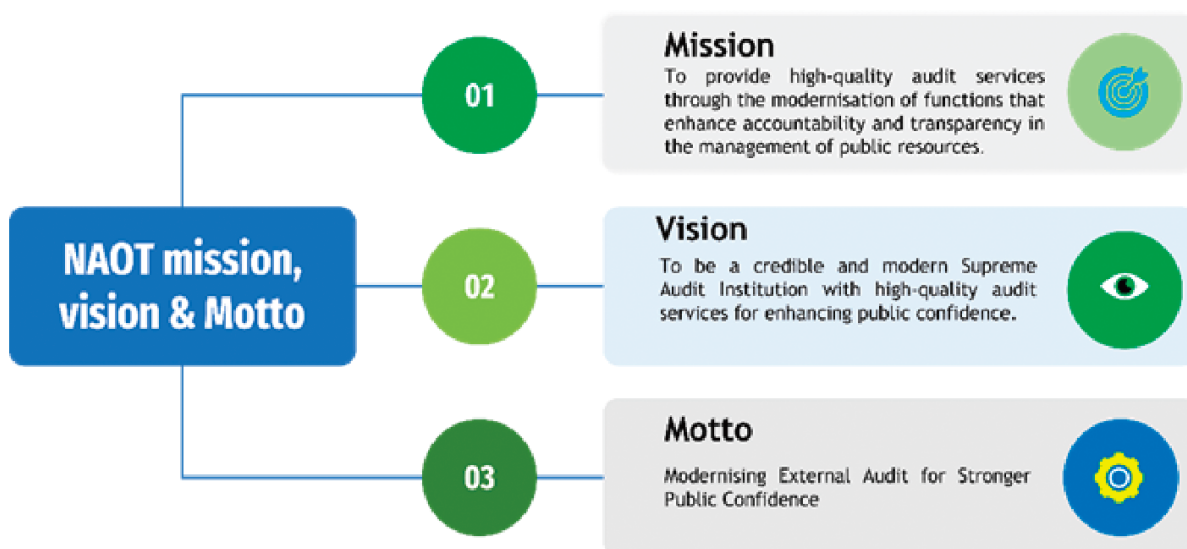 NAOT mission,
vision & Motto
01
Mission
To provide high-quality audit services
through the modernisation of functions that
enhance accountability and transparency in
the management of public resources.
02
Vision
To be a credible and modern Supreme
Audit Institution with high-quality audit
services for enhancing public confidence.
03
Motto
Modernising External Audit for Stronger
Public Confidence